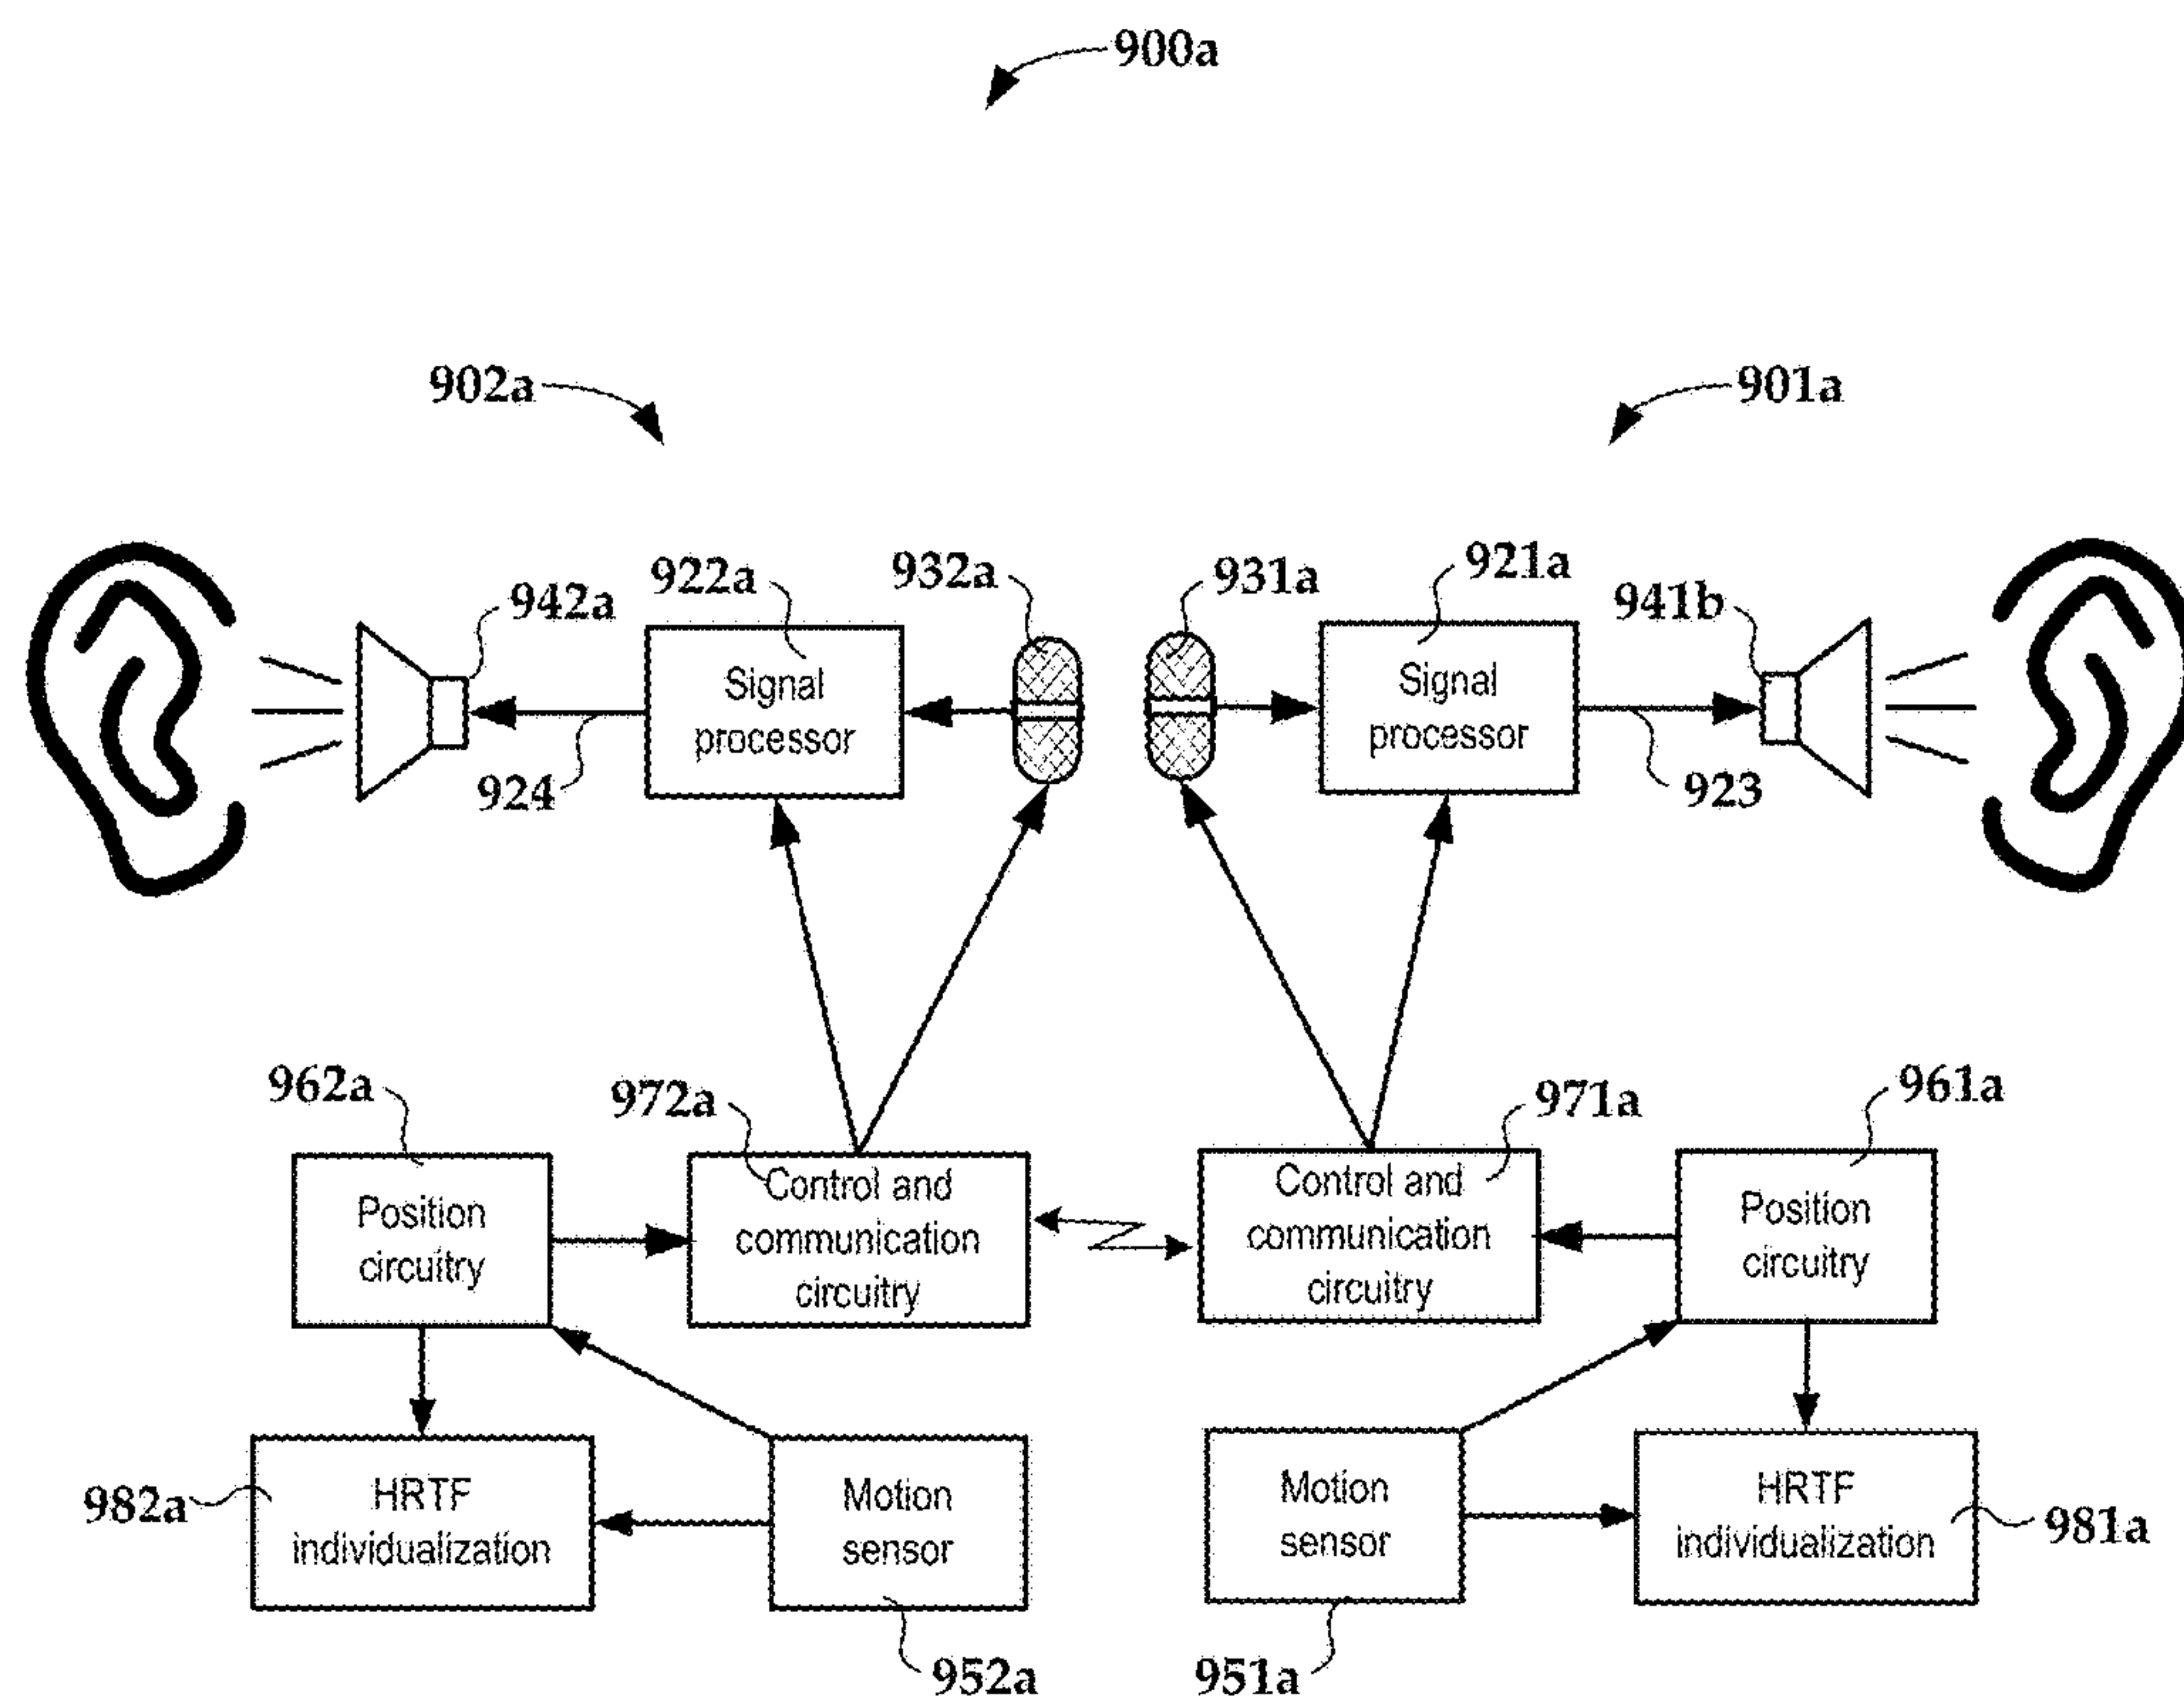 900a
902a
901a
942a
922a
932a
931a
921a
941b
Signal
processor
Signal
processor
924
923
962a
972a
971a
961a
Position
circuitry
Control and
communication
circuitry
Control and
communication
circuitry
Position
circuitry
982a
HRTF
individualization
Motion
sensor
Motion
sensor
HRTF
individualization
981a
952a
951a